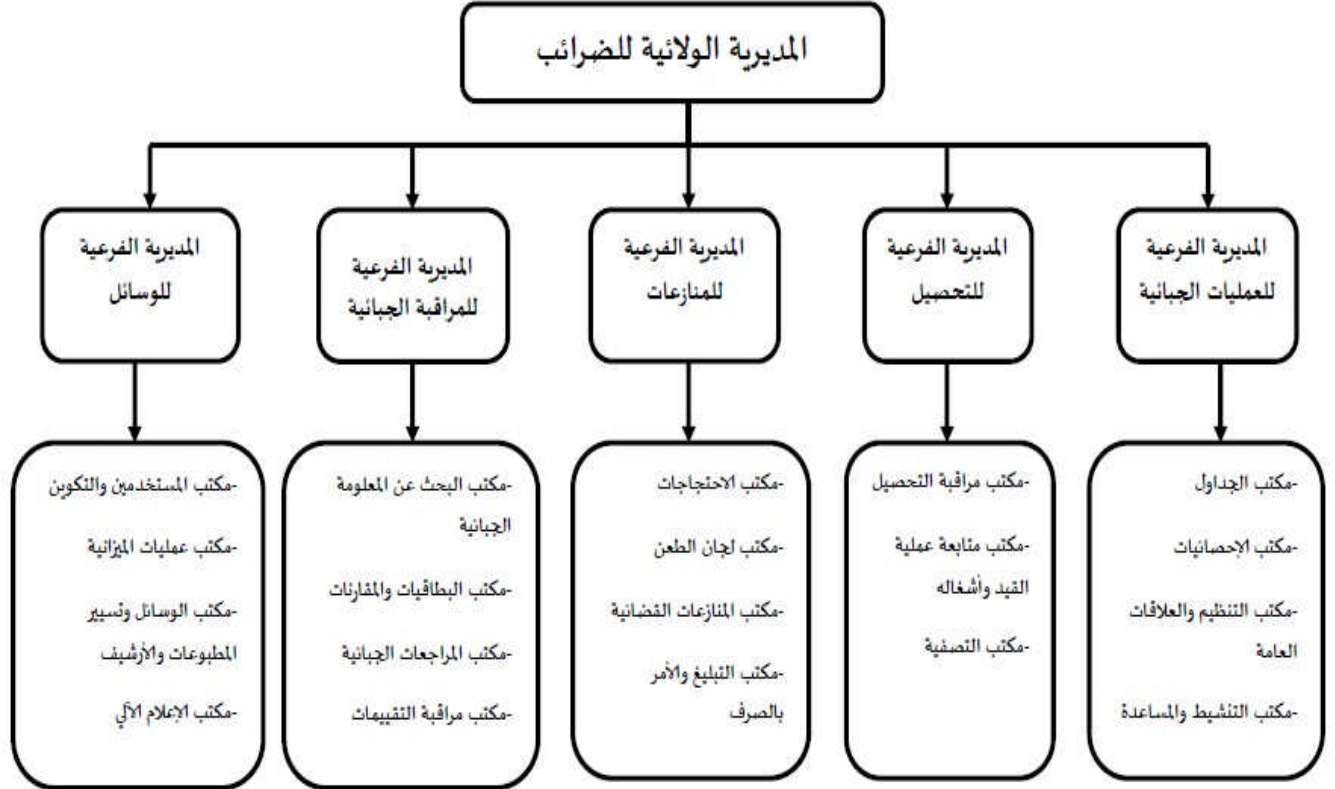 المديرية الولائية للضرائب
المديرية الفرعية
للعمليات الجبائية
المديرية الفرعية
للتحصيل
المديرية الفرعية
للمنازعات
المديرية الفرعية
للمراقبة الجبائية
المديرية الفرعية
للوسائل
-مكتب الجداول
-مكتب الإحصائيات
-مكتب التنظيم والعلاقات
العامة
-مكتب التنشيط والمساعدة
-مكتب مراقبة التحصيل
-مكتب متابعة عملية
القيد وأشغاله
-مكتب التصفية
-مكتب الاحتجاجات
-مكتب لجان الطعن
-مكتب المنازعات القضائية
-مكتب التبليغ والأمر
بالصرف
-مكتب البحث عن المعلومة
الجبائية
-مكتب البطاقيات والمقارنات
-مكتب المراجعات الجبائية
-مكتب مراقبة التقييمات
-مكتب المستخدمين والتكوين
-مكتب عمليات الميزانية
-مكتب الوسائل وتسيير
المطبوعات والأرشيف
-مكتب الإعلام الآلي